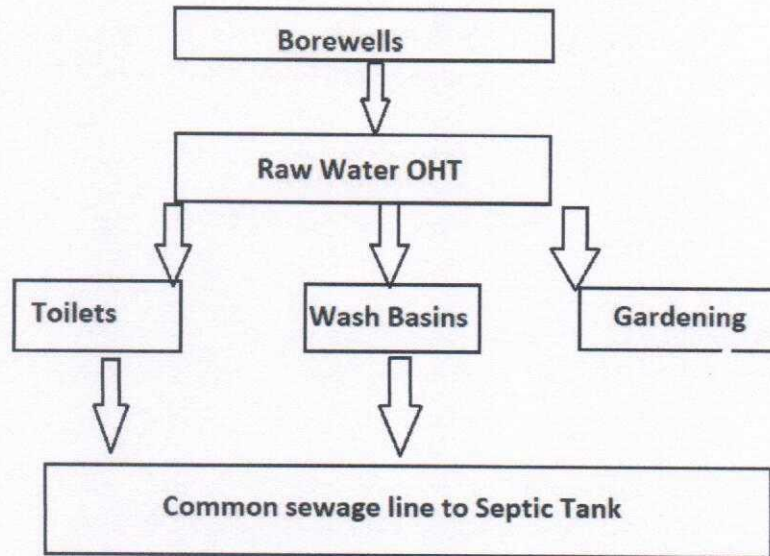 Borewells
Raw Water OHT
Toilets
Wash Basins
Gardening
Common sewage line to Septic Tank